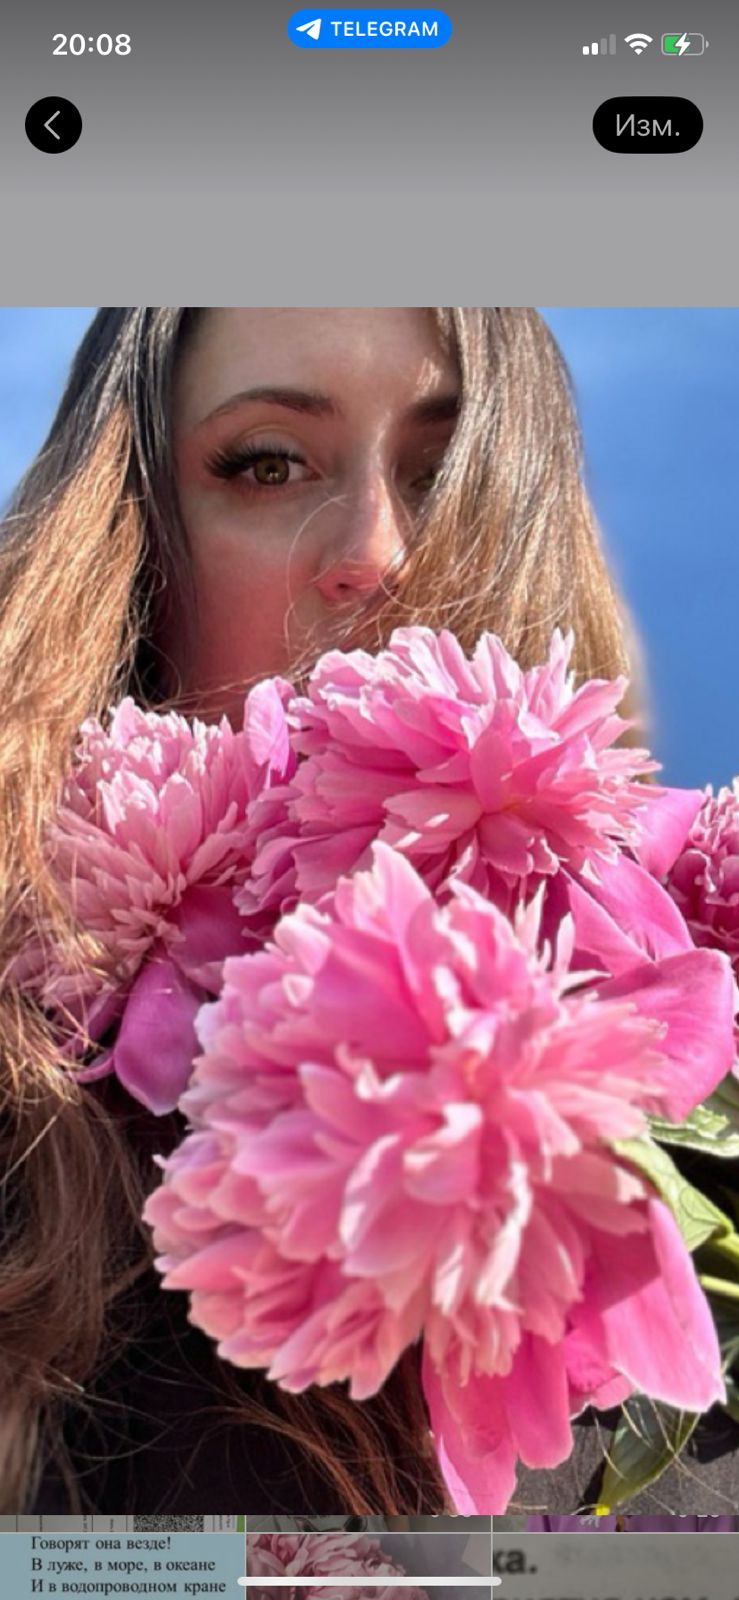 20:08
TELEGRAM
Изм.
Говорят она везде!
В луже, в море, в океане
И в водопроводном кране
ка.